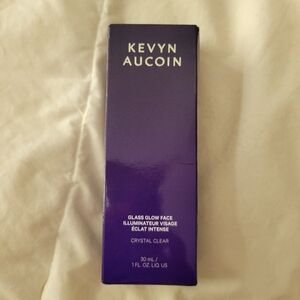 KEVYN
AUCOIN
GLASS GLOW FACE
ILLUMINATEUR VISAGE
ÉCLAT INTENSE
CRYSTAL CLEAR
30 mL /
1 FL. OZ. LIQ. US